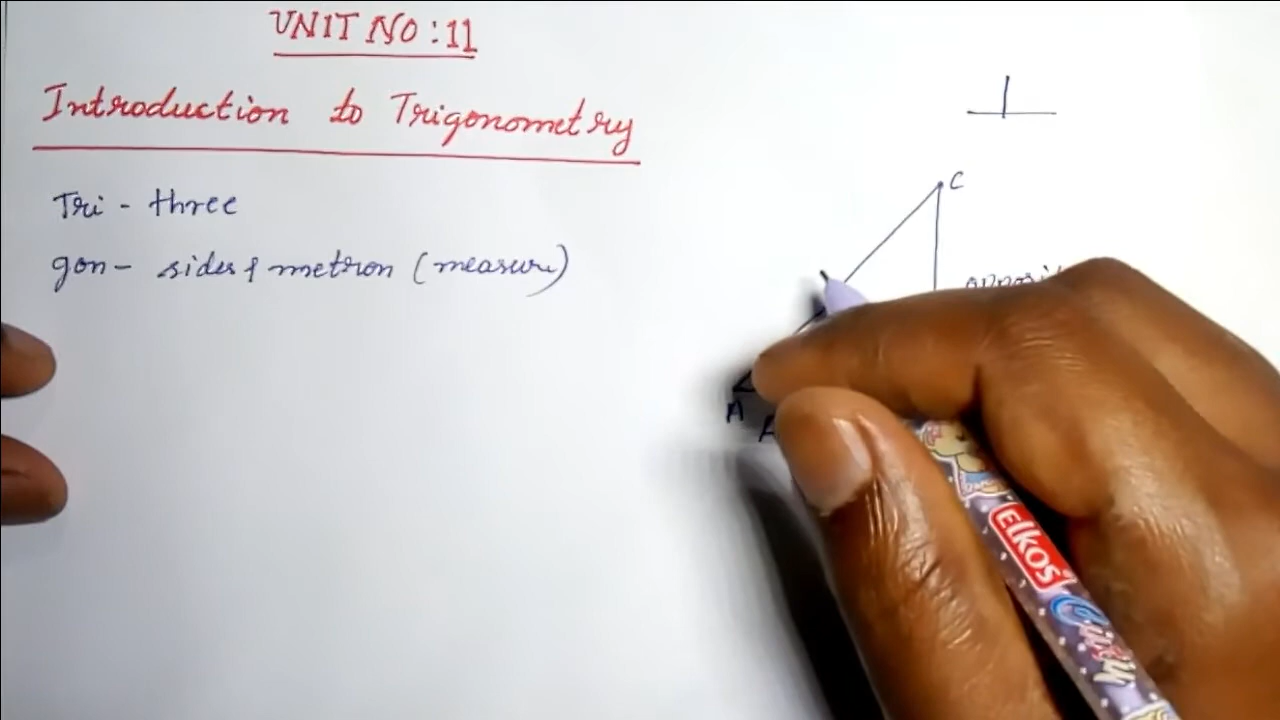 UNIT NO : 11
Introduction to Trigonometry
Tri - three
gon - sides & metron (measure)
C
A
Elkos